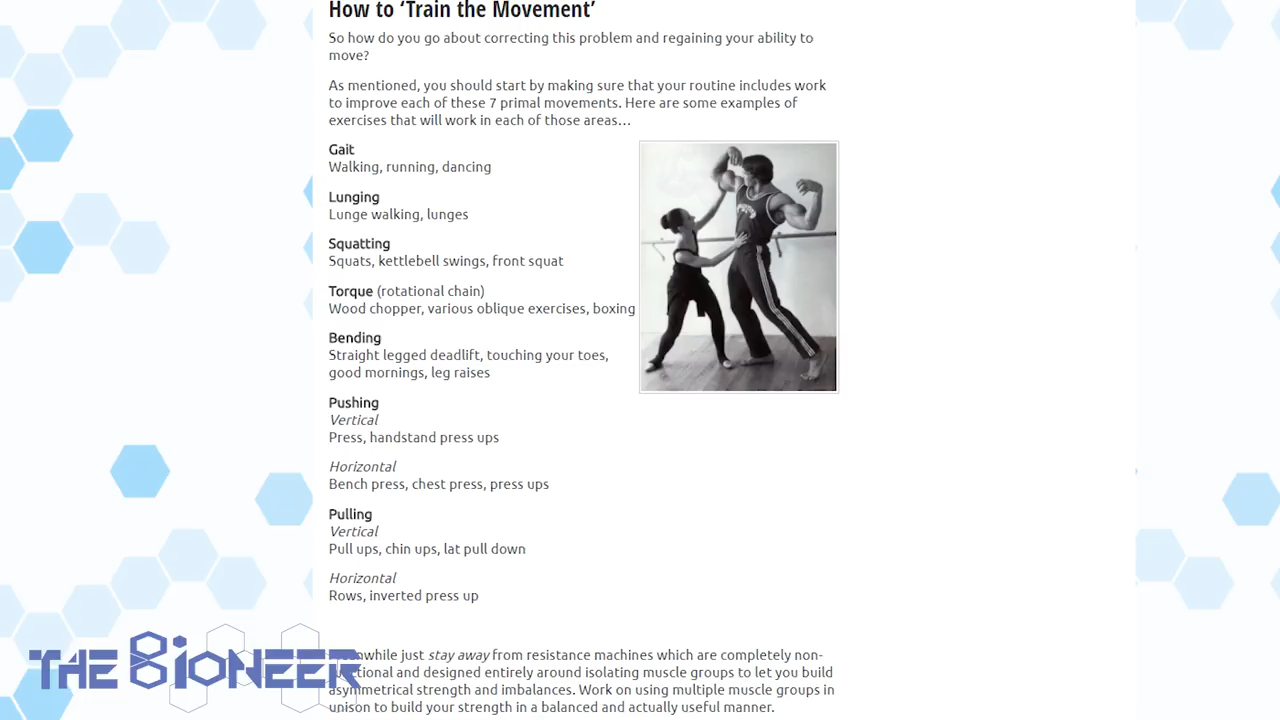 How to ‘Train the Movement’
So how do you go about correcting this problem and regaining your ability to
move?
As mentioned, you should start by making sure that your routine includes work
to improve each of these 7 primal movements. Here are some examples of
exercises that will work in each of those areas…
Gait
Walking, running, dancing
Lunging
Lunge walking, lunges
Squatting
Squats, kettlebell swings, front squat
Torque (rotational chain)
Wood chopper, various oblique exercises, boxing
Bending
Straight legged deadlift, touching your toes,
good mornings, leg raises
Pushing
Vertical
Press, handstand press ups
Horizontal
Bench press, chest press, press ups
Pulling
Vertical
Pull ups, chin ups, lat pull down
Horizontal
Rows, inverted press up
just stay away from resistance machines which are completely non-
and designed entirely around isolating muscle groups to let you build
asymmetrical strength and imbalances. Work on using multiple muscle groups in
unison to build your strength in a balanced and actually useful manner.
THE BIONEER